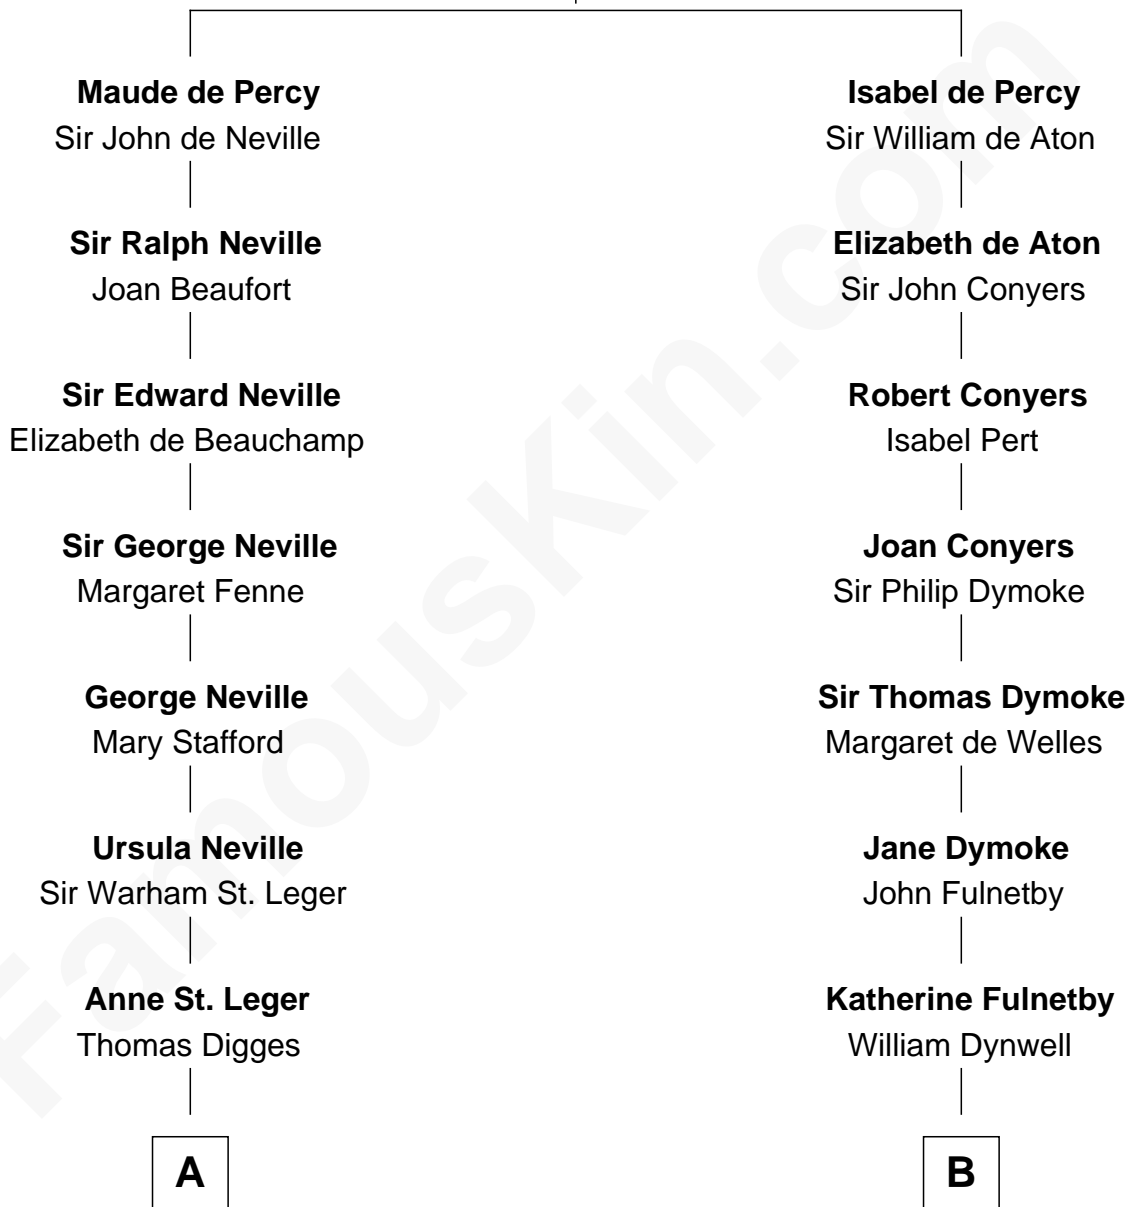 Maude de Percy
Sir John de Neville
Sir Ralph Neville
Joan Beaufort
Sir Edward Neville
Elizabeth de Beauchamp
Sir George Neville
Margaret Fenne
George Neville
Mary Stafford
Ursula Neville
Sir Warham St. Leger
Anne St. Leger
Thomas Digges
A
Isabel de Percy
Sir William de Aton
Elizabeth de Aton
Sir John Conyers
Robert Conyers
Isabel Pert
Joan Conyers
Sir Philip Dymoke
Sir Thomas Dymoke
Margaret de Welles
Jane Dymoke
John Fulnetby
Katherine Fulnetby
William Dynwell
B
FamousKin.com